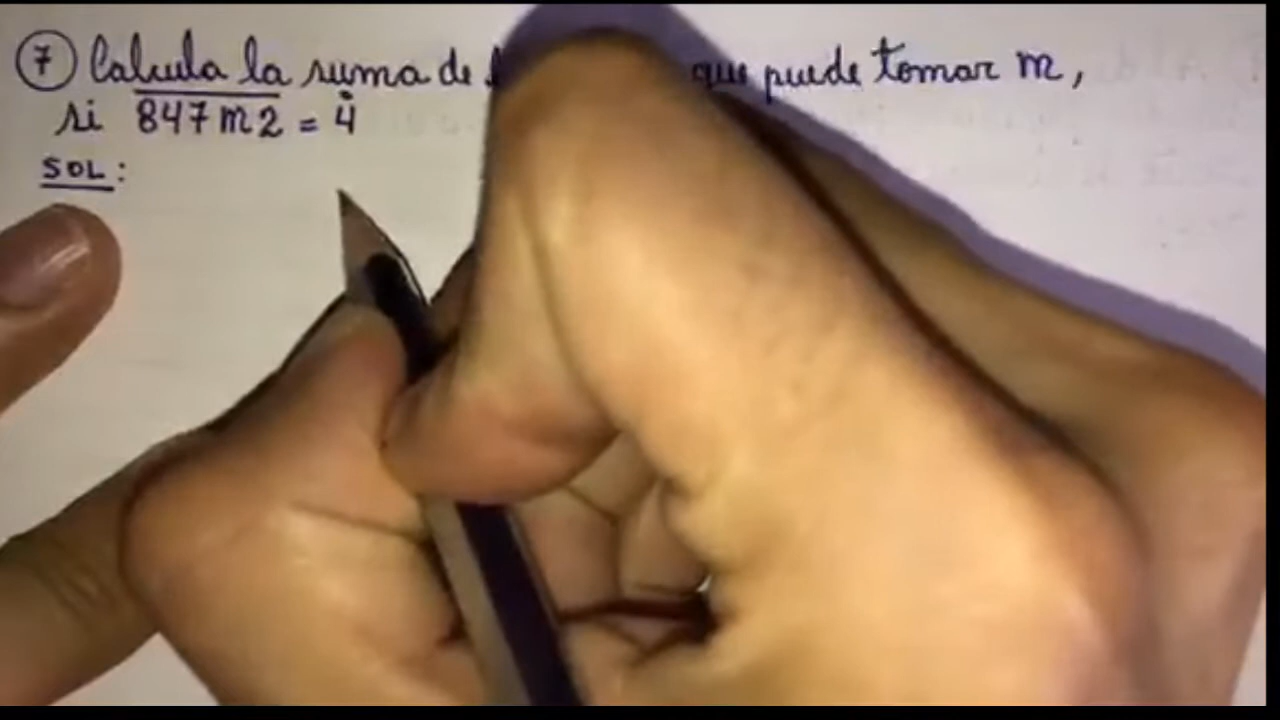 7 Calcula la suma de que puede tomar m,
si 847m2 = 4̇
SOL: